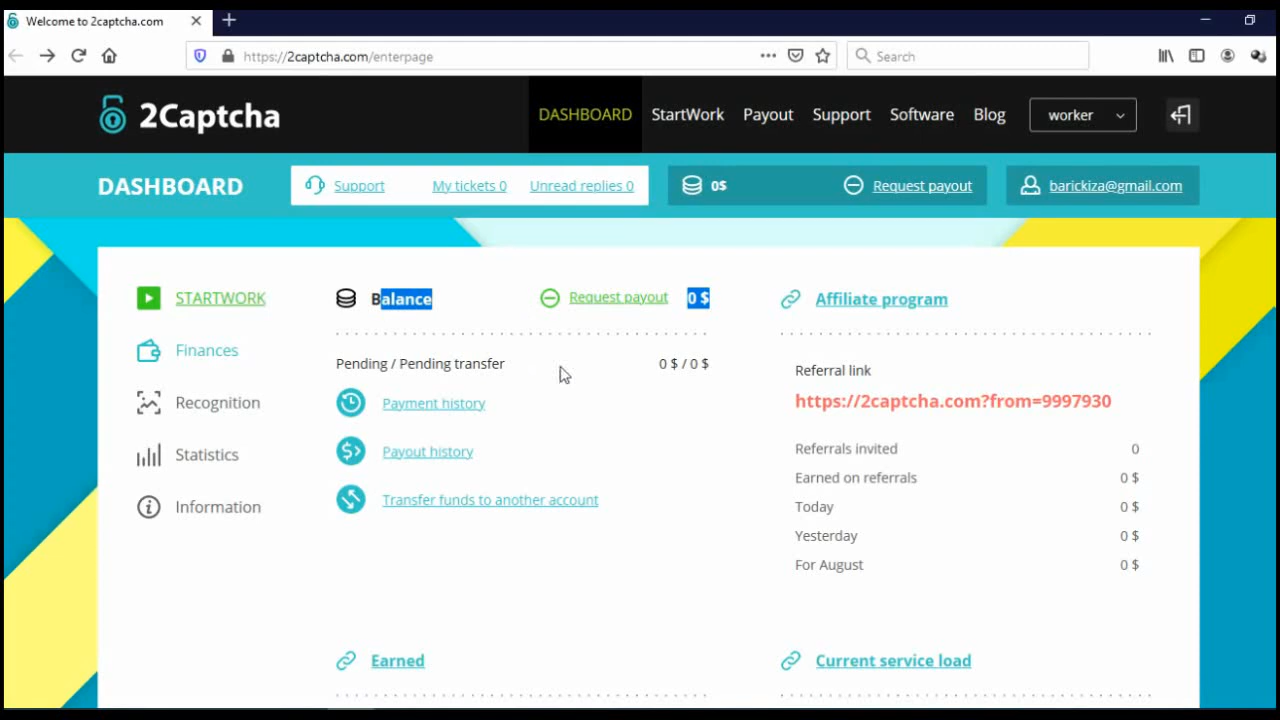 Welcome to 2captcha.com
https://2captcha.com/enterpage
Search
2Captcha
DASHBOARD StartWork Payout Support Software Blog worker
DASHBOARD Support My tickets 0 Unread replies 0 0$ Request payout barickiza@gmail.com
STARTWORK
Finances
Recognition
Statistics
Information
Balance Request payout 0 $
Pending / Pending transfer 0 $ / 0 $
Payment history
Payout history
Transfer funds to another account
Affiliate program
Referral link
https://2captcha.com?from=9997930
Referrals invited 0
Earned on referrals 0 $
Today 0 $
Yesterday 0 $
For August 0 $
Earned
Current service load